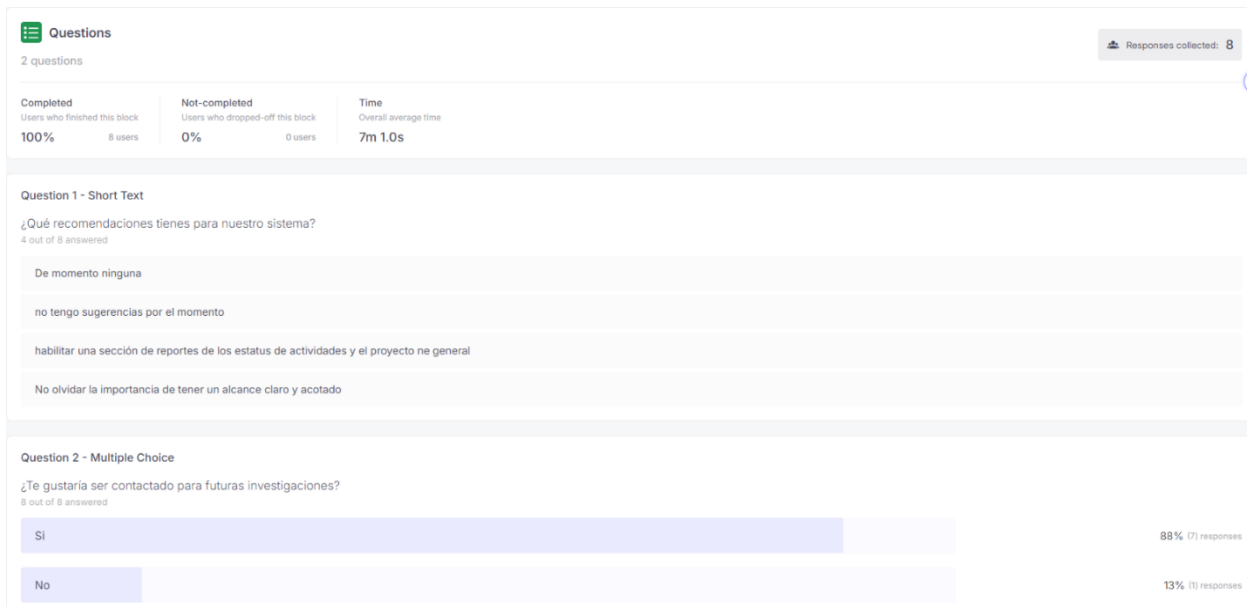 Questions
Responses collected: 8
2 questions
Completed
Users who finished this block
100% 8 users
Not-completed
Users who dropped-off this block
0% 0 users
Time
Overall average time
7m 1.0s
Question 1 - Short Text
¿Qué recomendaciones tienes para nuestro sistema?
4 out of 8 answered
De momento ninguna
no tengo sugerencias por el momento
habilitar una sección de reportes de los estatus de actividades y el proyecto ne general
No olvidar la importancia de tener un alcance claro y acotado
Question 2 - Multiple Choice
¿Te gustaría ser contactado para futuras investigaciones?
8 out of 8 answered
Si 88% (7) responses
No 13% (1) responses